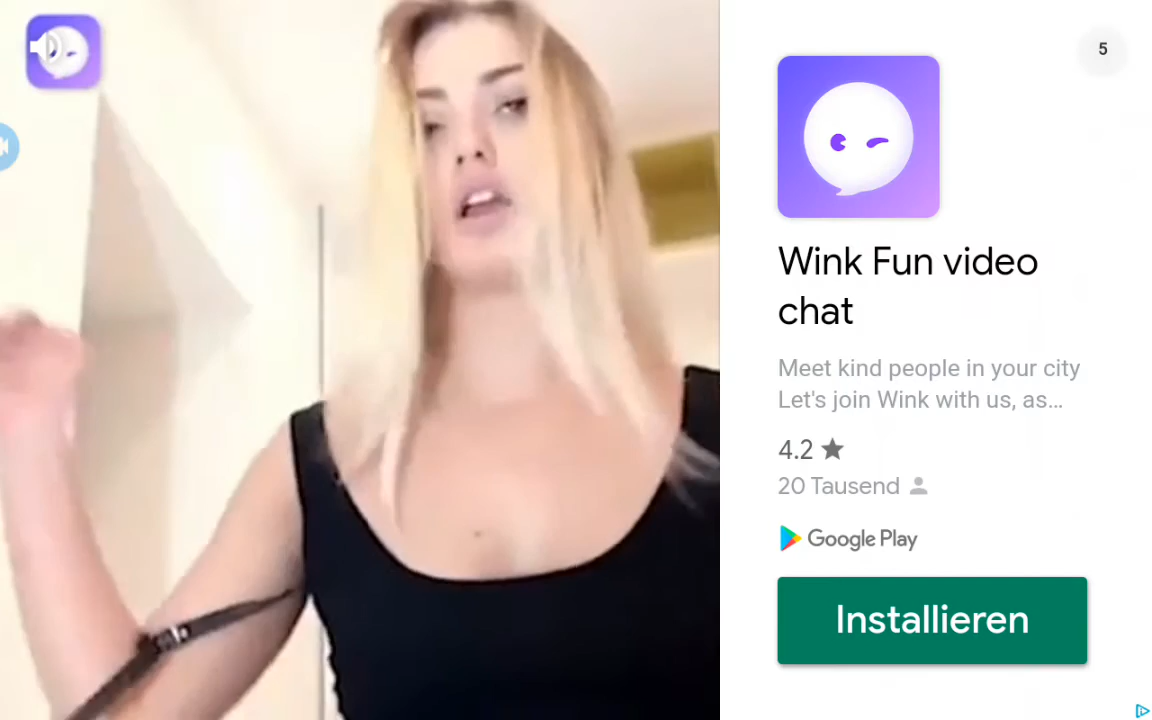 5
Wink Fun video
chat
Meet kind people in your city
Let's join Wink with us, as...
4.2
20 Tausend
Google Play
Installieren